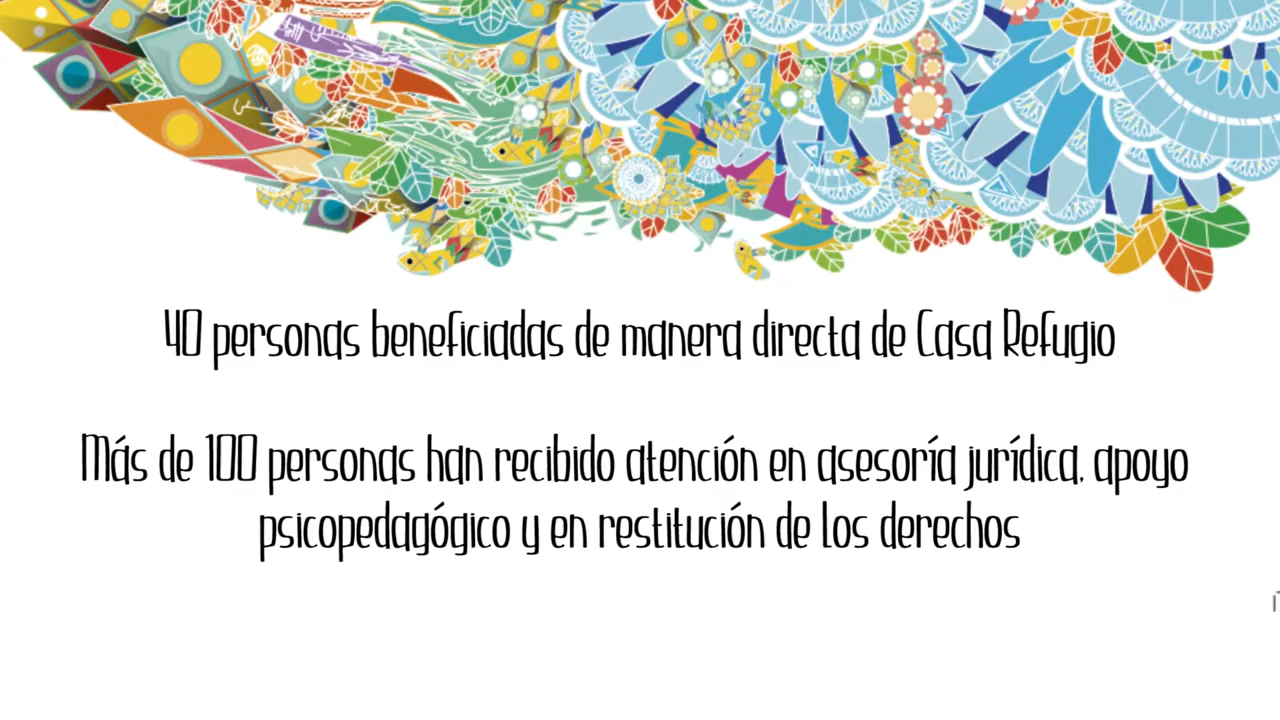 40 personas beneficiadas de manera directa de Casa Refugio
Más de 100 personas han recibido atención en asesoría jurídica, apoyo
psicopedagógico y en restitución de los derechos